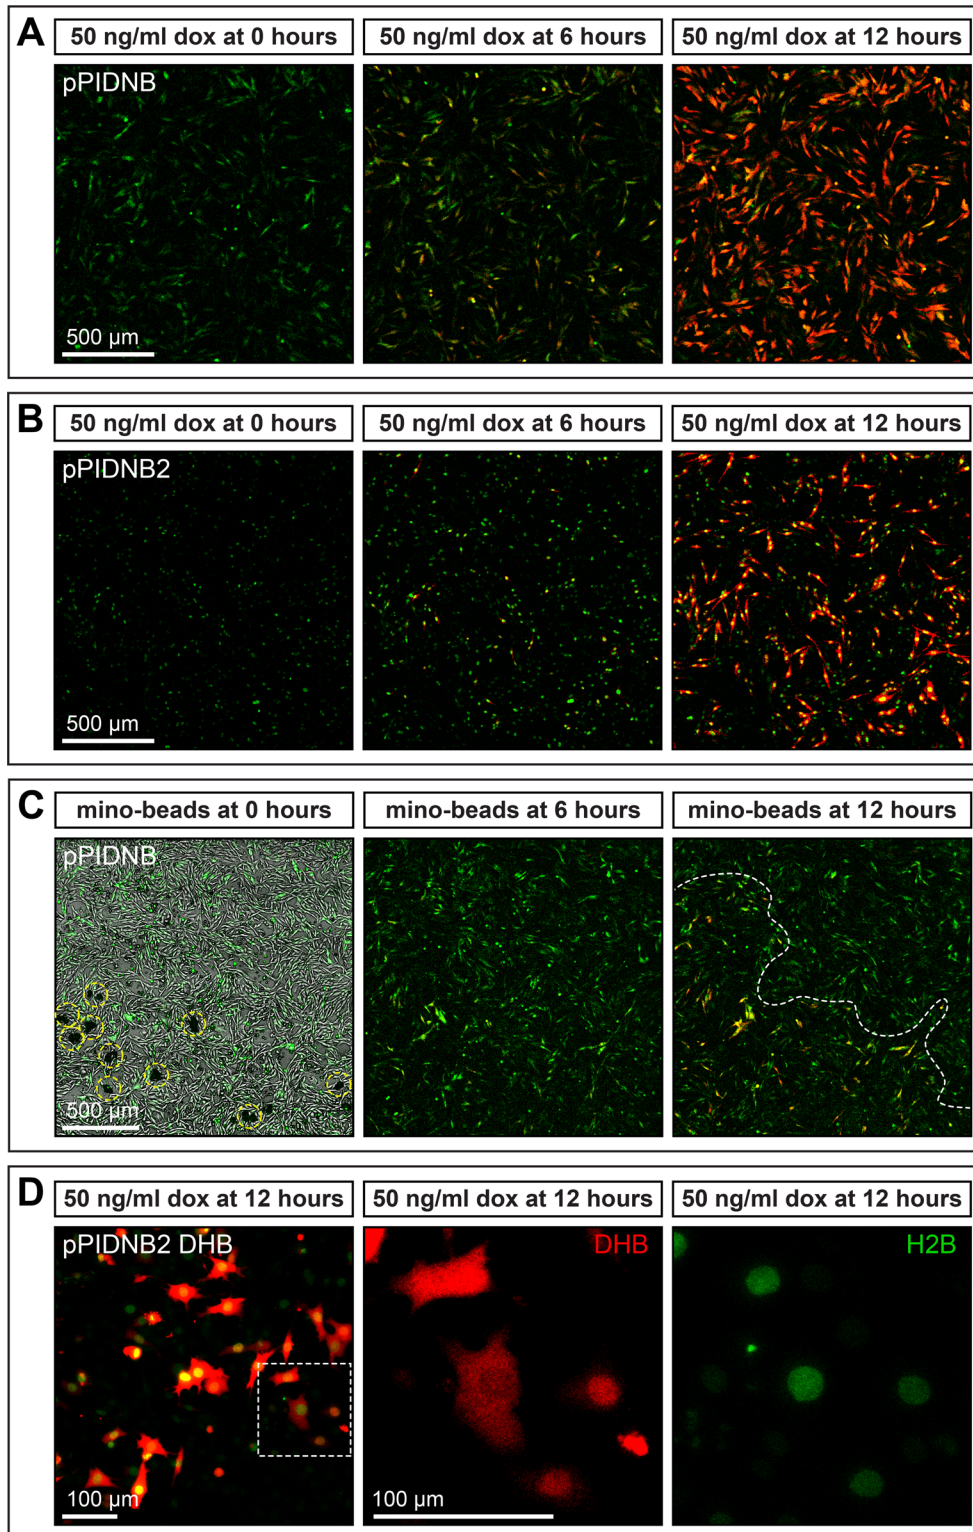 A
50 ng/ml dox at 0 hours
50 ng/ml dox at 6 hours
50 ng/ml dox at 12 hours
pPIDNB
500 µm
B
50 ng/ml dox at 0 hours
50 ng/ml dox at 6 hours
50 ng/ml dox at 12 hours
pPIDNB2
500 µm
C
mino-beads at 0 hours
mino-beads at 6 hours
mino-beads at 12 hours
pPIDNB
500 µm
D
50 ng/ml dox at 12 hours
50 ng/ml dox at 12 hours
50 ng/ml dox at 12 hours
pPIDNB2 DHB
DHB
H2B
100 µm
100 µm